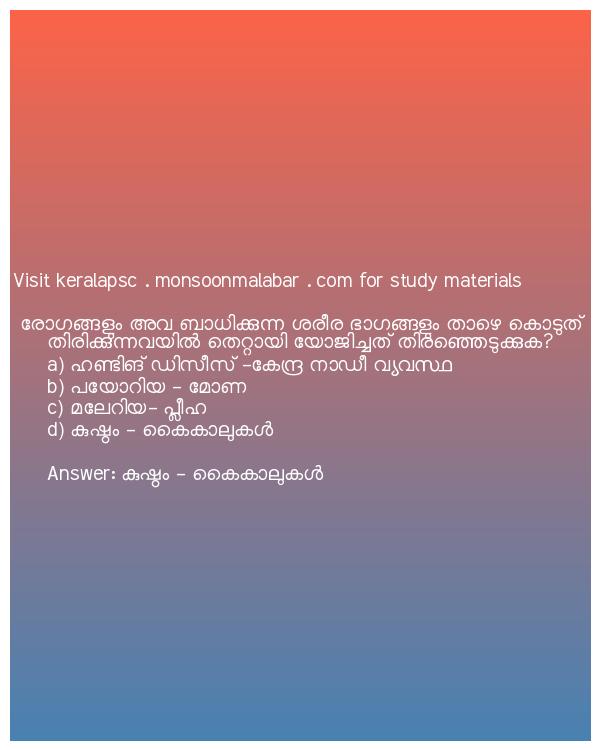 Visit keralapsc . monsoonmalabar . com for study materials
രോഗങ്ങളും അവ ബാധിക്കുന്ന ശരീര ഭാഗങ്ങളും താഴെ കൊടുത്
തിരിക്കുന്നവയിൽ തെറ്റായി യോജിച്ചത് തിരഞ്ഞെടുക്കുക?
a) ഹണ്ടിങ് ഡിസീസ് -കേന്ദ്ര നാഡീ വ്യവസ്ഥ
b) പയോറിയ - മോണ
c) മലേറിയ- പ്ലീഹ
d) കുഷ്ഠം - കൈകാലുകൾ
Answer: കുഷ്ഠം - കൈകാലുകൾ